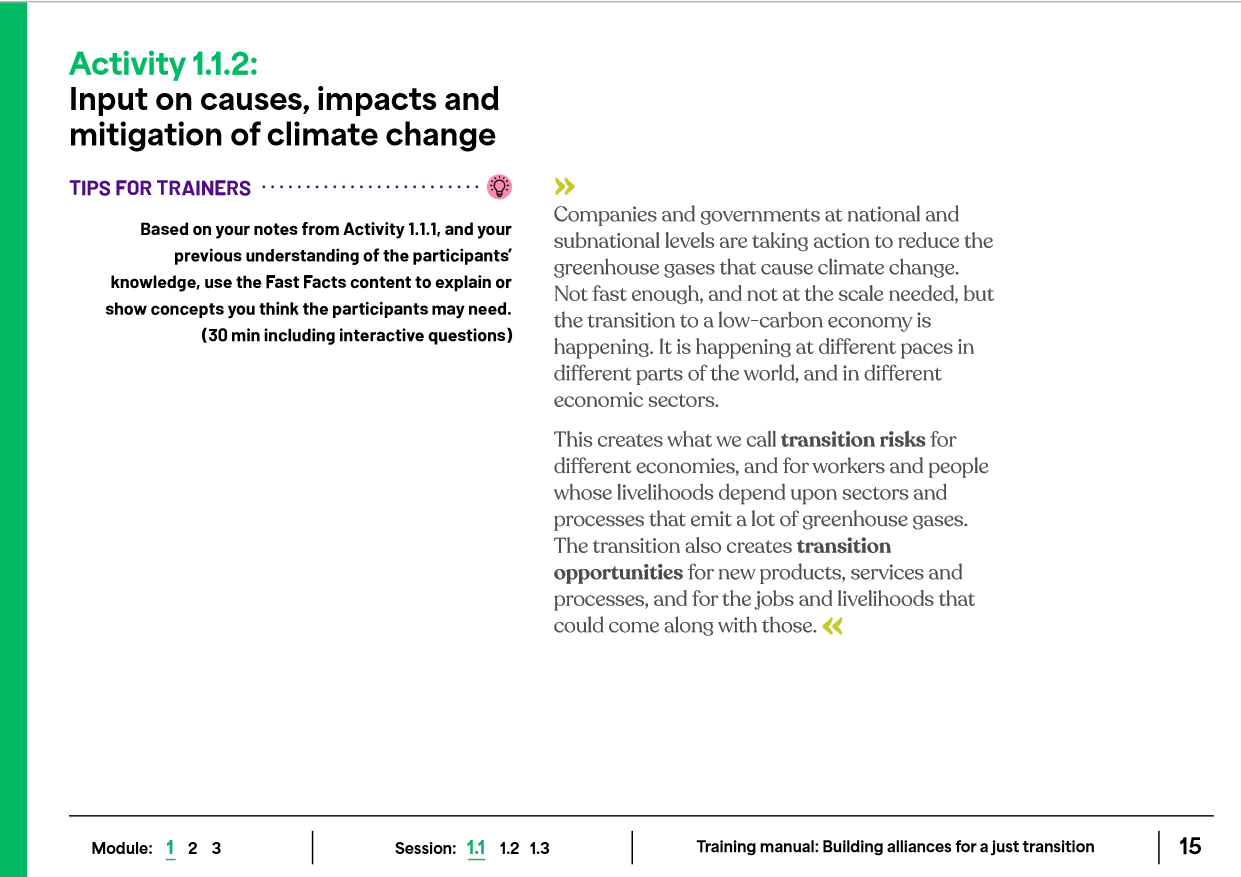 Activity 1.1.2:
Input on causes, impacts and
mitigation of climate change
TIPS FOR TRAINERS
Based on your notes from Activity 1.1.1, and your
previous understanding of the participants’
knowledge, use the Fast Facts content to explain or
show concepts you think the participants may need.
(30 min including interactive questions)
»
Companies and governments at national and
subnational levels are taking action to reduce the
greenhouse gases that cause climate change.
Not fast enough, and not at the scale needed, but
the transition to a low-carbon economy is
happening. It is happening at different paces in
different parts of the world, and in different
economic sectors.
This creates what we call transition risks for
different economies, and for workers and people
whose livelihoods depend upon sectors and
processes that emit a lot of greenhouse gases.
The transition also creates transition
opportunities for new products, services and
processes, and for the jobs and livelihoods that
could come along with those. «
Module: 1 2 3
Session: 1.1 1.2 1.3
Training manual: Building alliances for a just transition
15